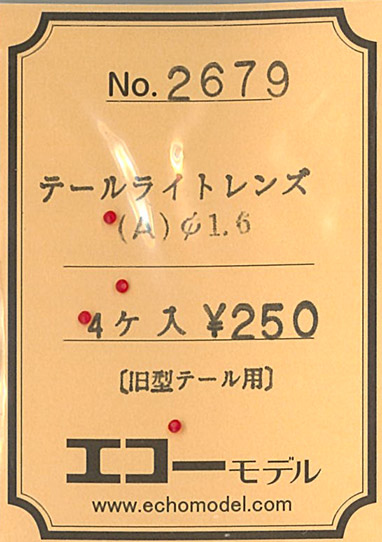 No. 2679
テールライトレンズ
(A) φ1.6
4ケ入 ¥250
〔旧型テール用〕
エコーモデル
www.echomodel.com